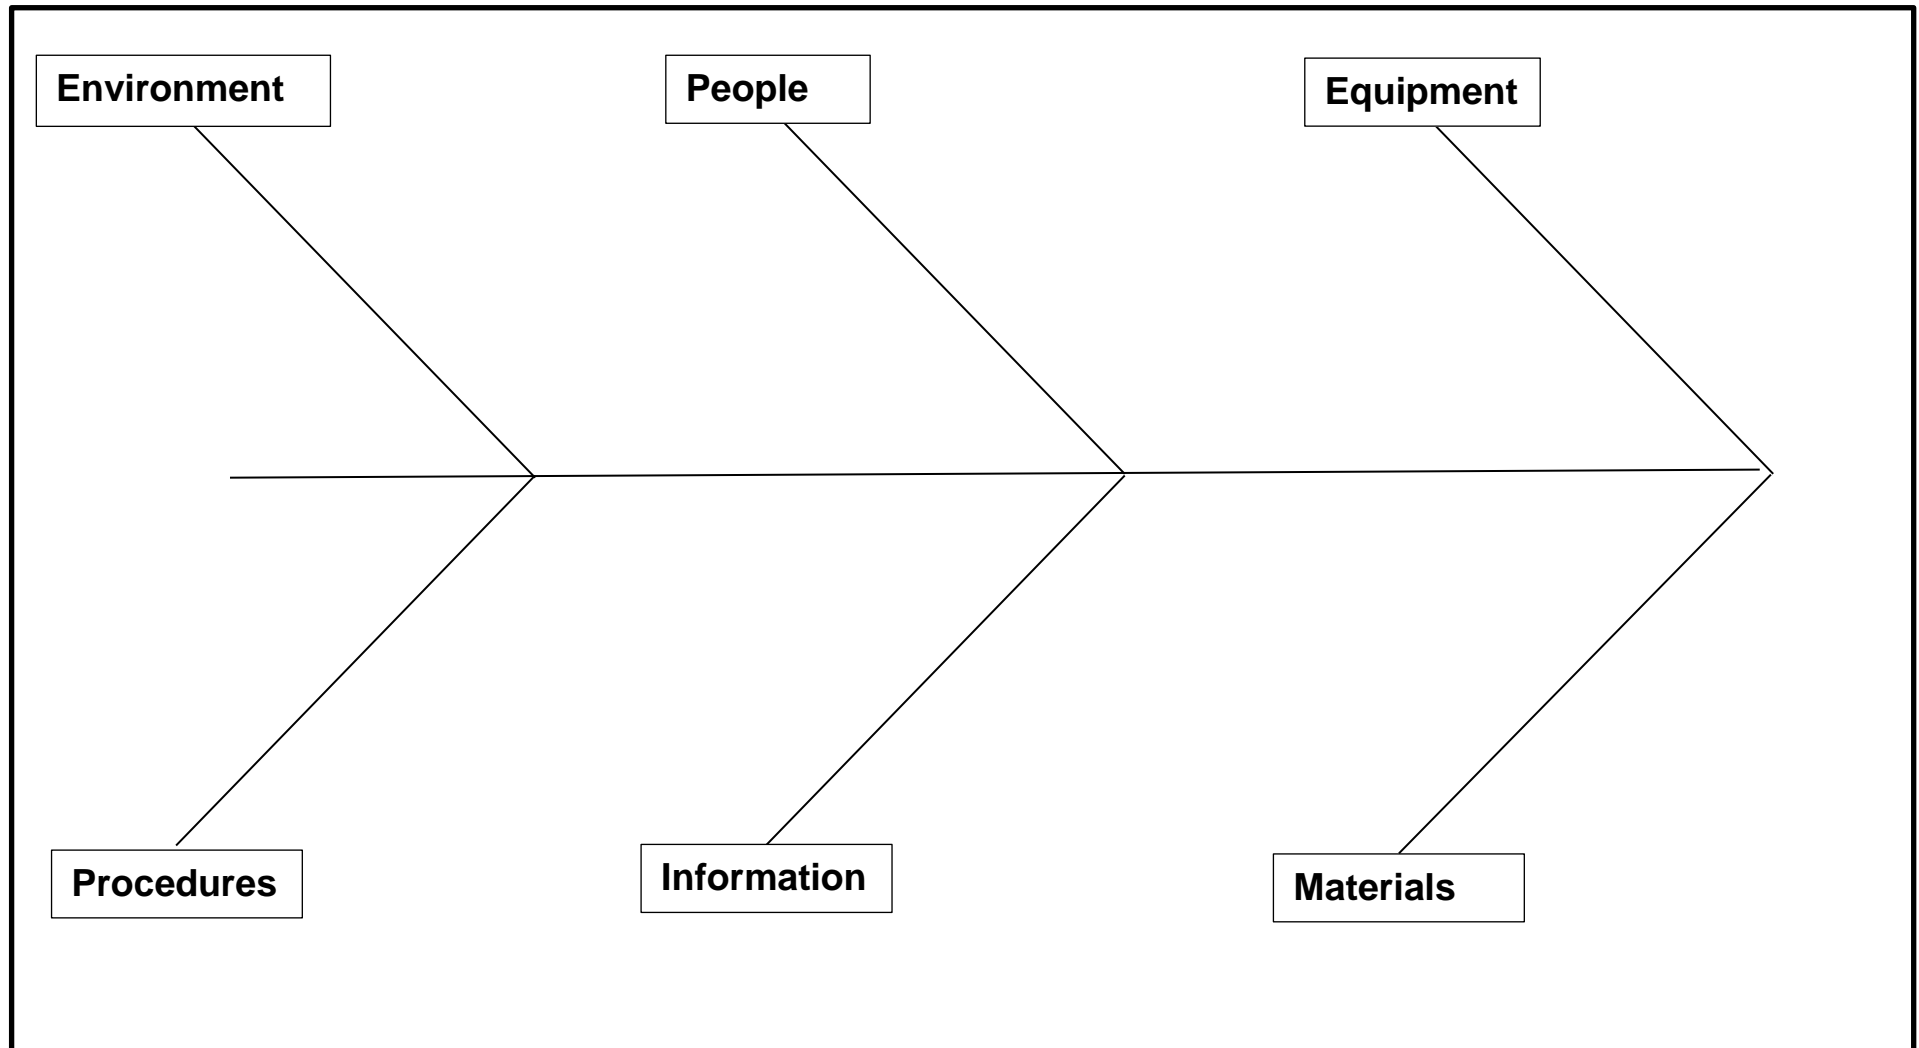 Environment
People
Equipment
Procedures
Information
Materials